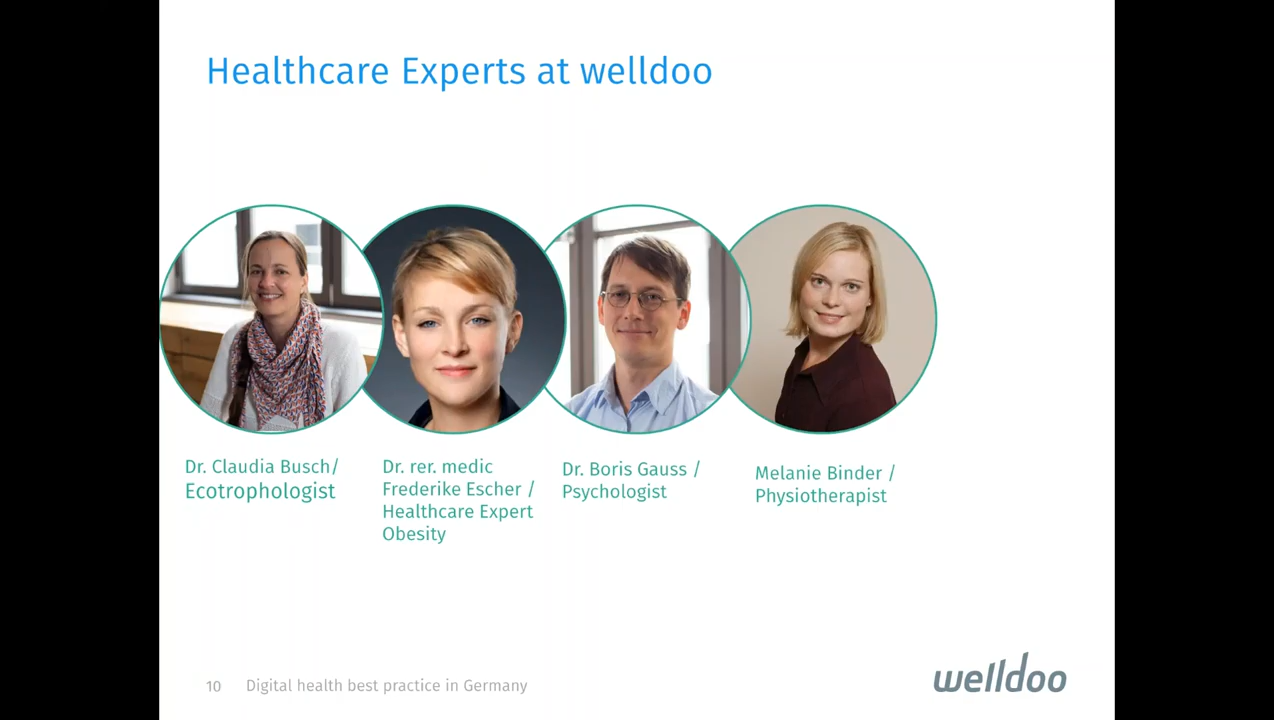 Healthcare Experts at welldoo
Dr. Claudia Busch/
Ecotrophologist
Dr. rer. medic
Frederike Escher /
Healthcare Expert
Obesity
Dr. Boris Gauss /
Psychologist
Melanie Binder /
Physiotherapist
10 Digital health best practice in Germany
welldoo